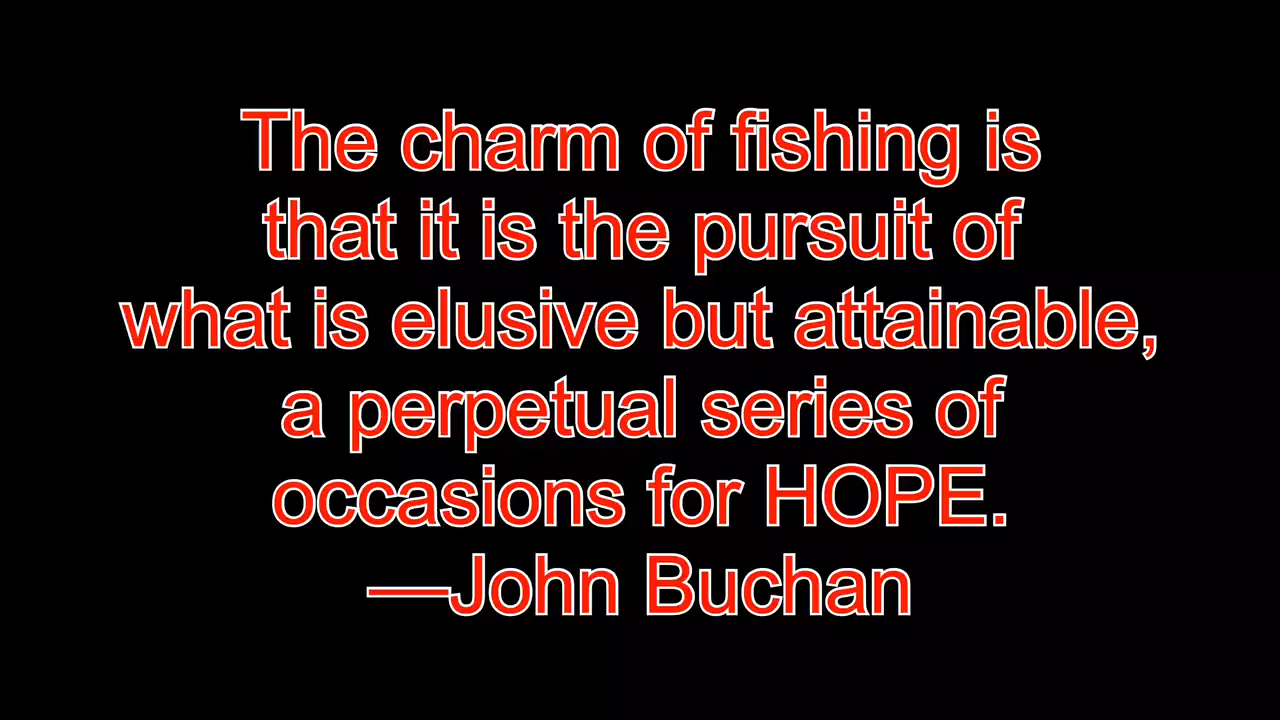 The charm of fishing is
that it is the pursuit of
what is elusive but attainable,
a perpetual series of
occasions for HOPE.
—John Buchan